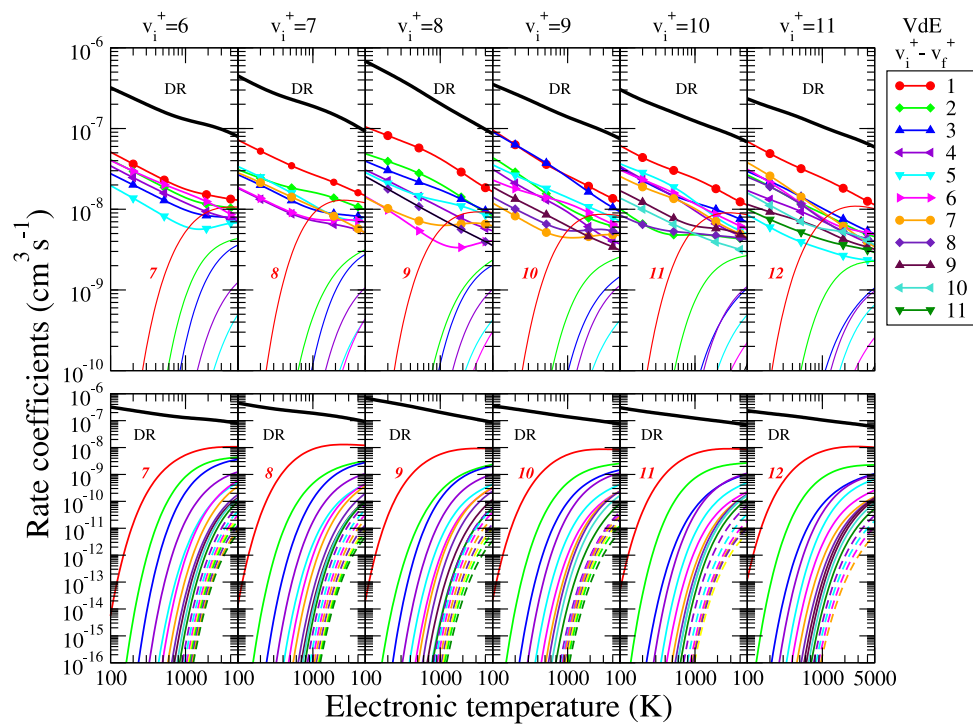 v_i^+=6 v_i^+=7 v_i^+=8 v_i^+=9 v_i^+=10 v_i^+=11
VdE
v_i^+ - v_f^+
1
2
3
4
5
6
7
8
9
10
11
Rate coefficients (cm^3 s^-1)
10^-6
10^-7
10^-8
10^-9
10^-10
DR DR DR DR DR DR
7 8 9 10 11 12
10^-6
10^-7
10^-8
10^-9
10^-10
10^-11
10^-12
10^-13
10^-14
10^-15
10^-16
DR DR DR DR DR DR
7 8 9 10 11 12
100 1000 100 1000 100 1000 100 1000 100 1000 100 1000 5000
Electronic temperature (K)